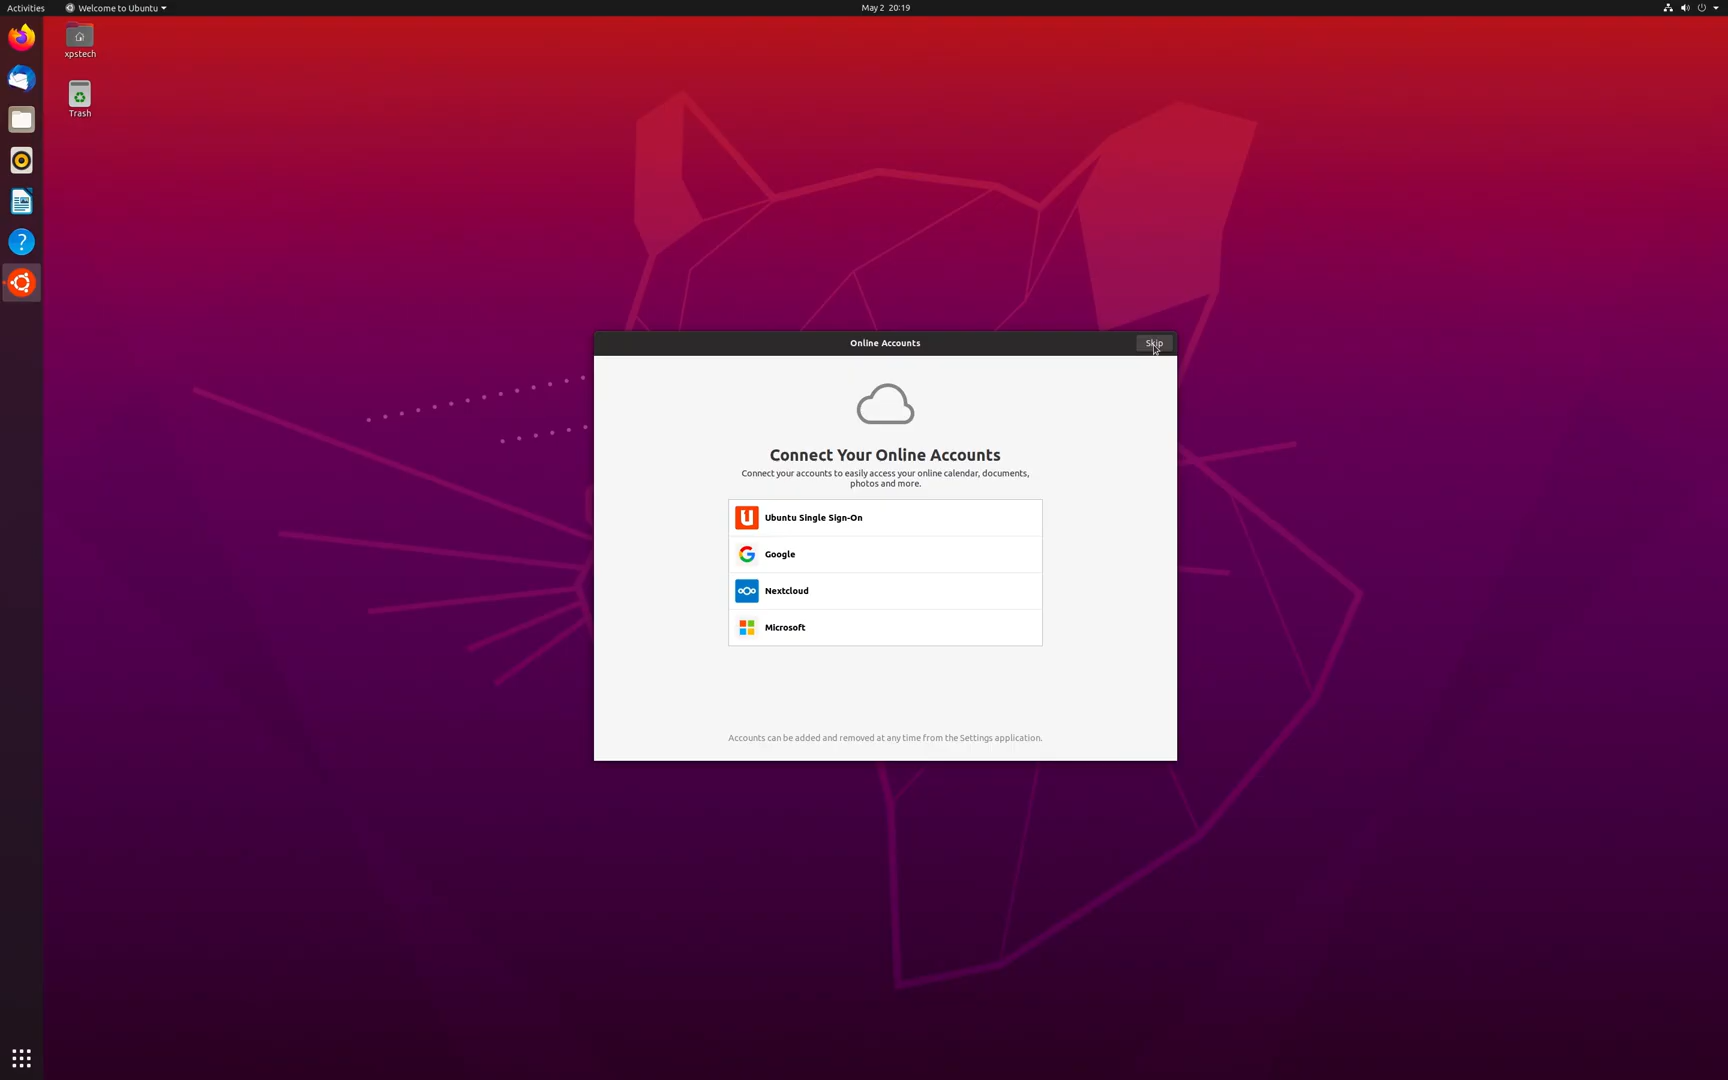 Activities
Welcome to Ubuntu
May 2 20:19
xpstech
Trash
Online Accounts
Skip
Connect Your Online Accounts
Connect your accounts to easily access your online calendar, documents,
photos and more.
Ubuntu Single Sign-On
Google
Nextcloud
Microsoft
Accounts can be added and removed at any time from the Settings application.